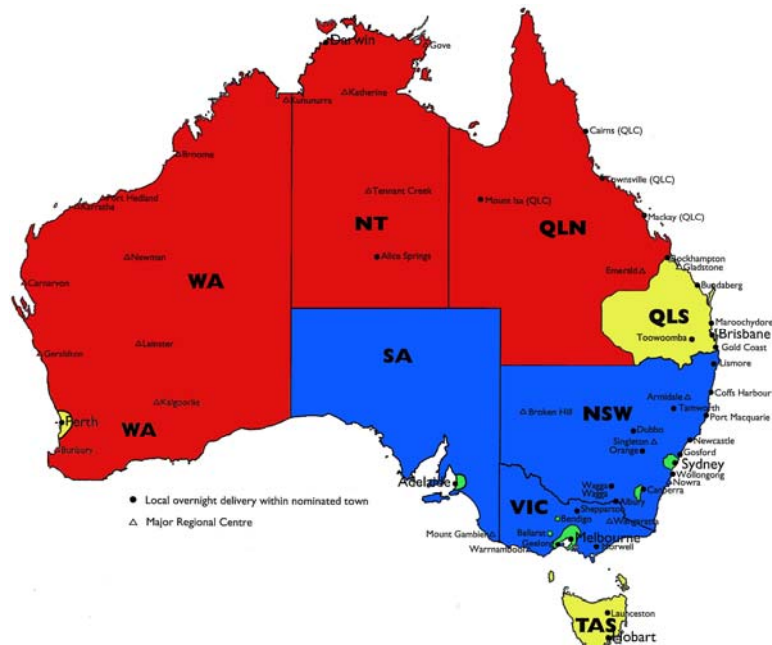 Darwin
Gove
Katherine
Kununurra
Cairns (QLC)
Broome
Townsville (QLC)
Tennant Creek
Mount Isa (QLC)
Port Hedland
Karratha
Mackay (QLC)
NT
QLN
Newman
Alice Springs
Rockhampton
Gladstone
Emerald
WA
Carnarvon
Bundaberg
QLS
Maroochydore
Brisbane
Toowoomba
Leinster
SA
Gold Coast
Geraldton
Lismore
Coffs Harbour
Armidale
Kalgoorlie
Tamworth
Broken Hill
NSW
Port Macquarie
Perth
WA
Dubbo
Newcastle
Singleton
Orange
Bunbury
Gosford
Sydney
Wollongong
Adelaide
Nowra
Wagga
Wagga
Canberra
Local overnight delivery within nominated town
VIC
Albury
Shepparton
Major Regional Centre
Bendigo
Wangaratta
Mount Gambier
Bellarat
Melbourne
Geelong
Warrnambool
Morwell
Launceston
TAS
Hobart